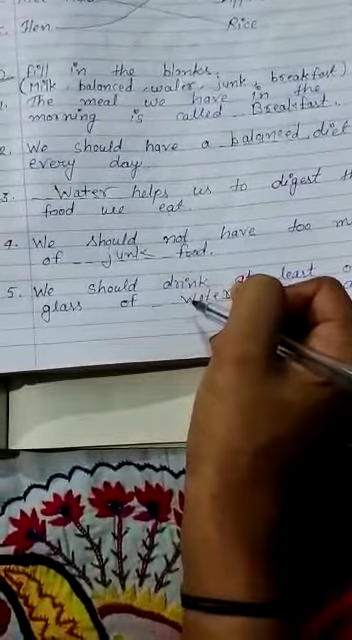 Hen Rice
2. Fill in the blanks.
(Milk, balanced, water, junk, breakfast)
1. The meal we have in the
morning is called Breakfast.
2. We should have a balanced diet
every day.
3. Water helps us to digest
food we eat.
4. We should not have too
of junk food.
5. We should drink at least
glass of water